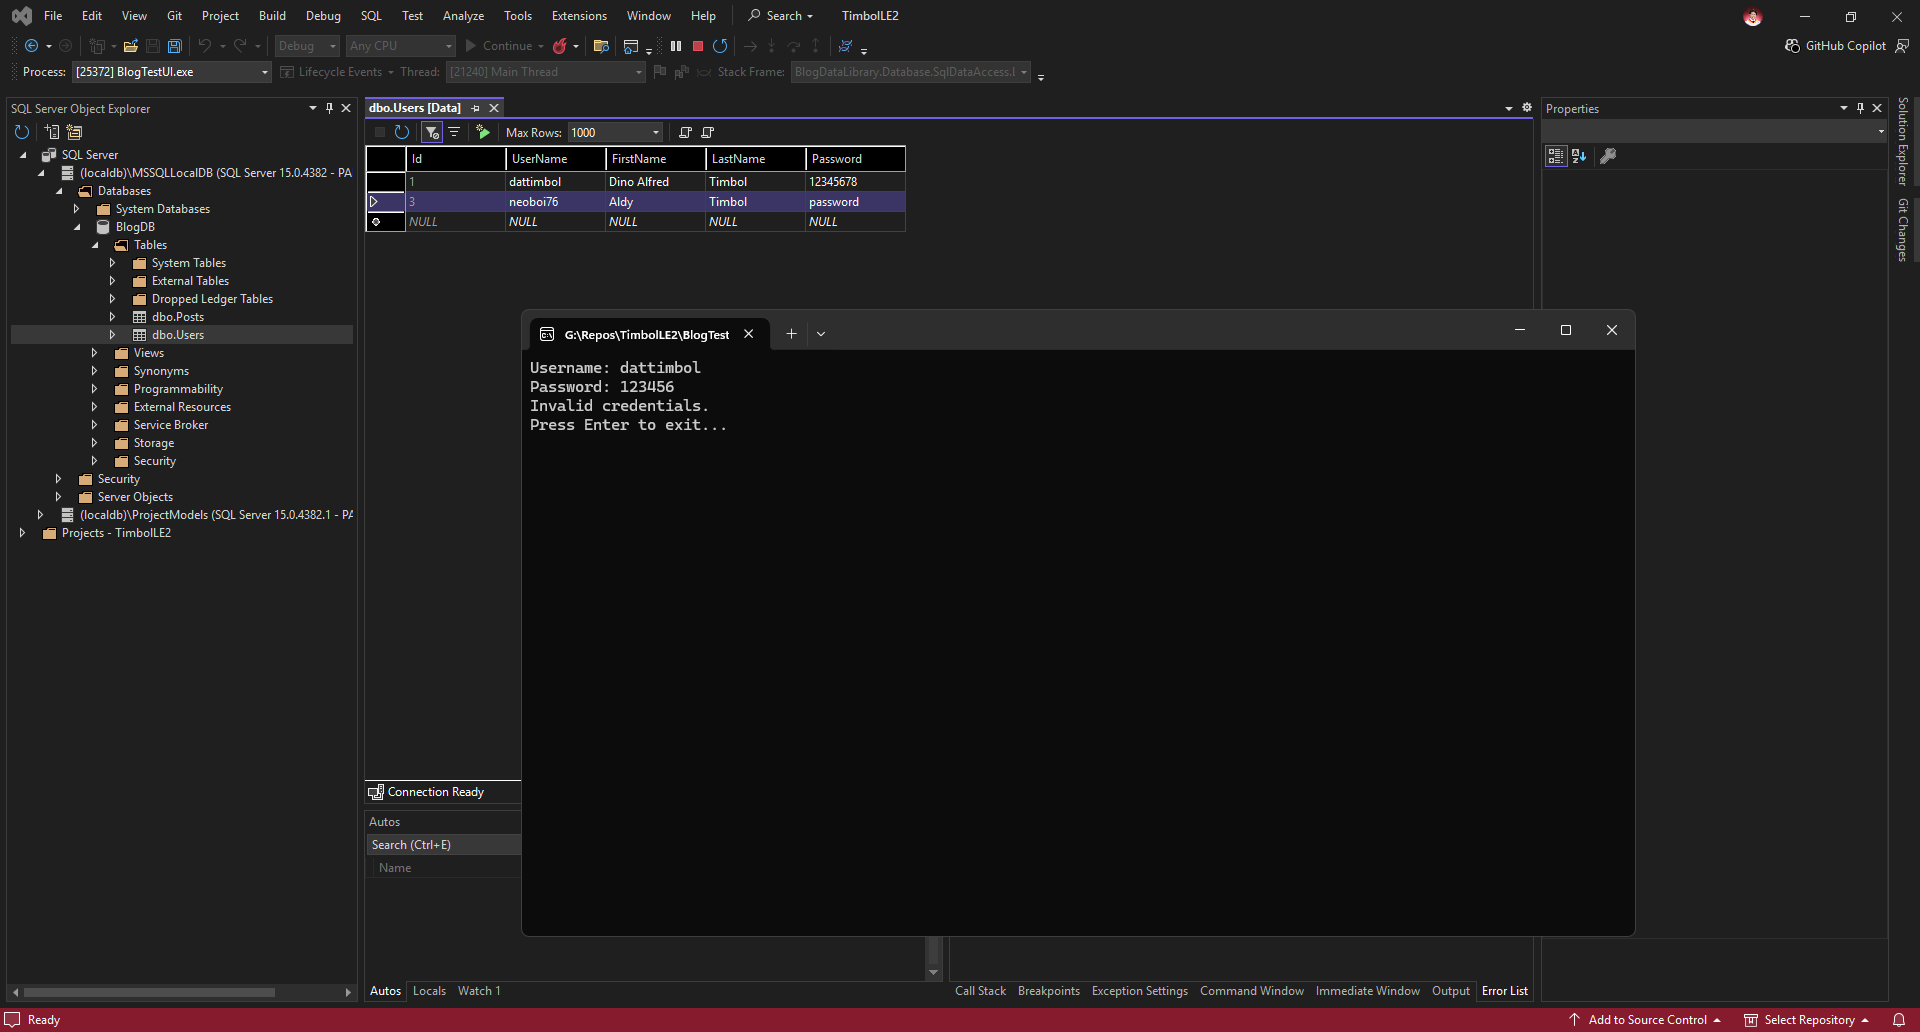 File Edit View Git Project Build Debug SQL Test Analyze Tools Extensions Window Help Search TimbolLE2
Debug Any CPU Continue GitHub Copilot
Process: [25372] BlogTestUI.exe Lifecycle Events Thread: [21240] Main Thread Stack Frame: BlogDataLibrary.Database.SqlDataAccess.L
SQL Server Object Explorer
SQL Server
(localdb)\MSSQLLocalDB (SQL Server 15.0.4382 - PA
Databases
System Databases
BlogDB
Tables
System Tables
External Tables
Dropped Ledger Tables
dbo.Posts
dbo.Users
Views
Synonyms
Programmability
External Resources
Service Broker
Storage
Security
Security
Server Objects
(localdb)\ProjectModels (SQL Server 15.0.4382.1 - PA
Projects - TimbolLE2
dbo.Users [Data]
Max Rows: 1000
Id UserName FirstName LastName Password
1 dattimbol Dino Alfred Timbol 12345678
3 neoboi76 Aldy Timbol password
NULL NULL NULL NULL NULL
G:\Repos\TimbolLE2\BlogTest
Username: dattimbol
Password: 123456
Invalid credentials.
Press Enter to exit...
Connection Ready
Autos
Search (Ctrl+E)
Name
Autos Locals Watch 1
Call Stack Breakpoints Exception Settings Command Window Immediate Window Output Error List
Properties
Solution Explorer
Git Changes
Ready Add to Source Control Select Repository